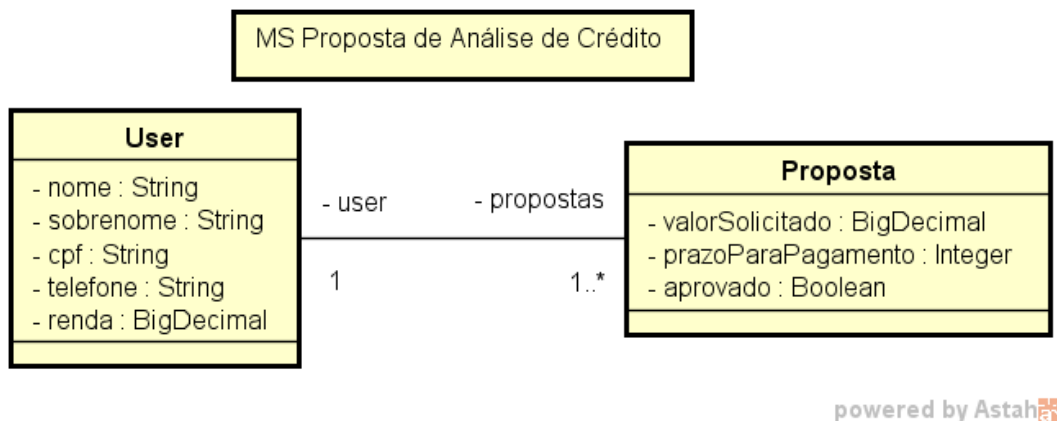 MS Proposta de Análise de Crédito
User
- nome : String
- sobrenome : String
- cpf : String
- telefone : String
- renda : BigDecimal
- user
- propostas
1
1..*
Proposta
- valorSolicitado : BigDecimal
- prazoParaPagamento : Integer
- aprovado : Boolean
powered by Astah